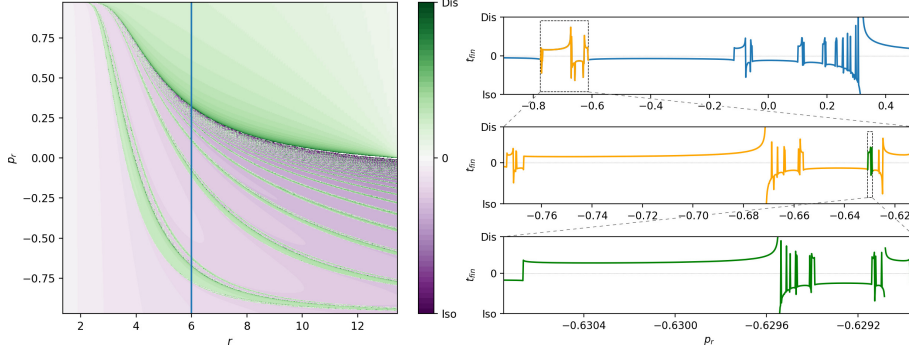 Dis
0
Iso
0.75
0.50
0.25
0.00
−0.25
−0.50
−0.75
p_r
2 4 6 8 10 12
r
Dis
0
Iso
t_fin
−0.8 −0.6 −0.4 −0.2 0.0 0.2 0.4
Dis
0
Iso
t_fin
−0.76 −0.74 −0.72 −0.70 −0.68 −0.66 −0.64 −0.62
Dis
0
Iso
t_fin
−0.6304 −0.6300 −0.6296 −0.6292
p_r